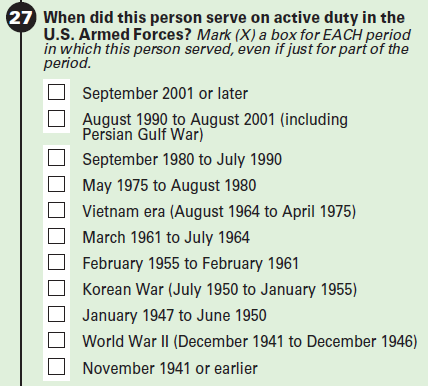 27 When did this person serve on active duty in the
U.S. Armed Forces? Mark (X) a box for EACH period
in which this person served, even if just for part of the
period.
September 2001 or later
August 1990 to August 2001 (including
Persian Gulf War)
September 1980 to July 1990
May 1975 to August 1980
Vietnam era (August 1964 to April 1975)
March 1961 to July 1964
February 1955 to February 1961
Korean War (July 1950 to January 1955)
January 1947 to June 1950
World War II (December 1941 to December 1946)
November 1941 or earlier